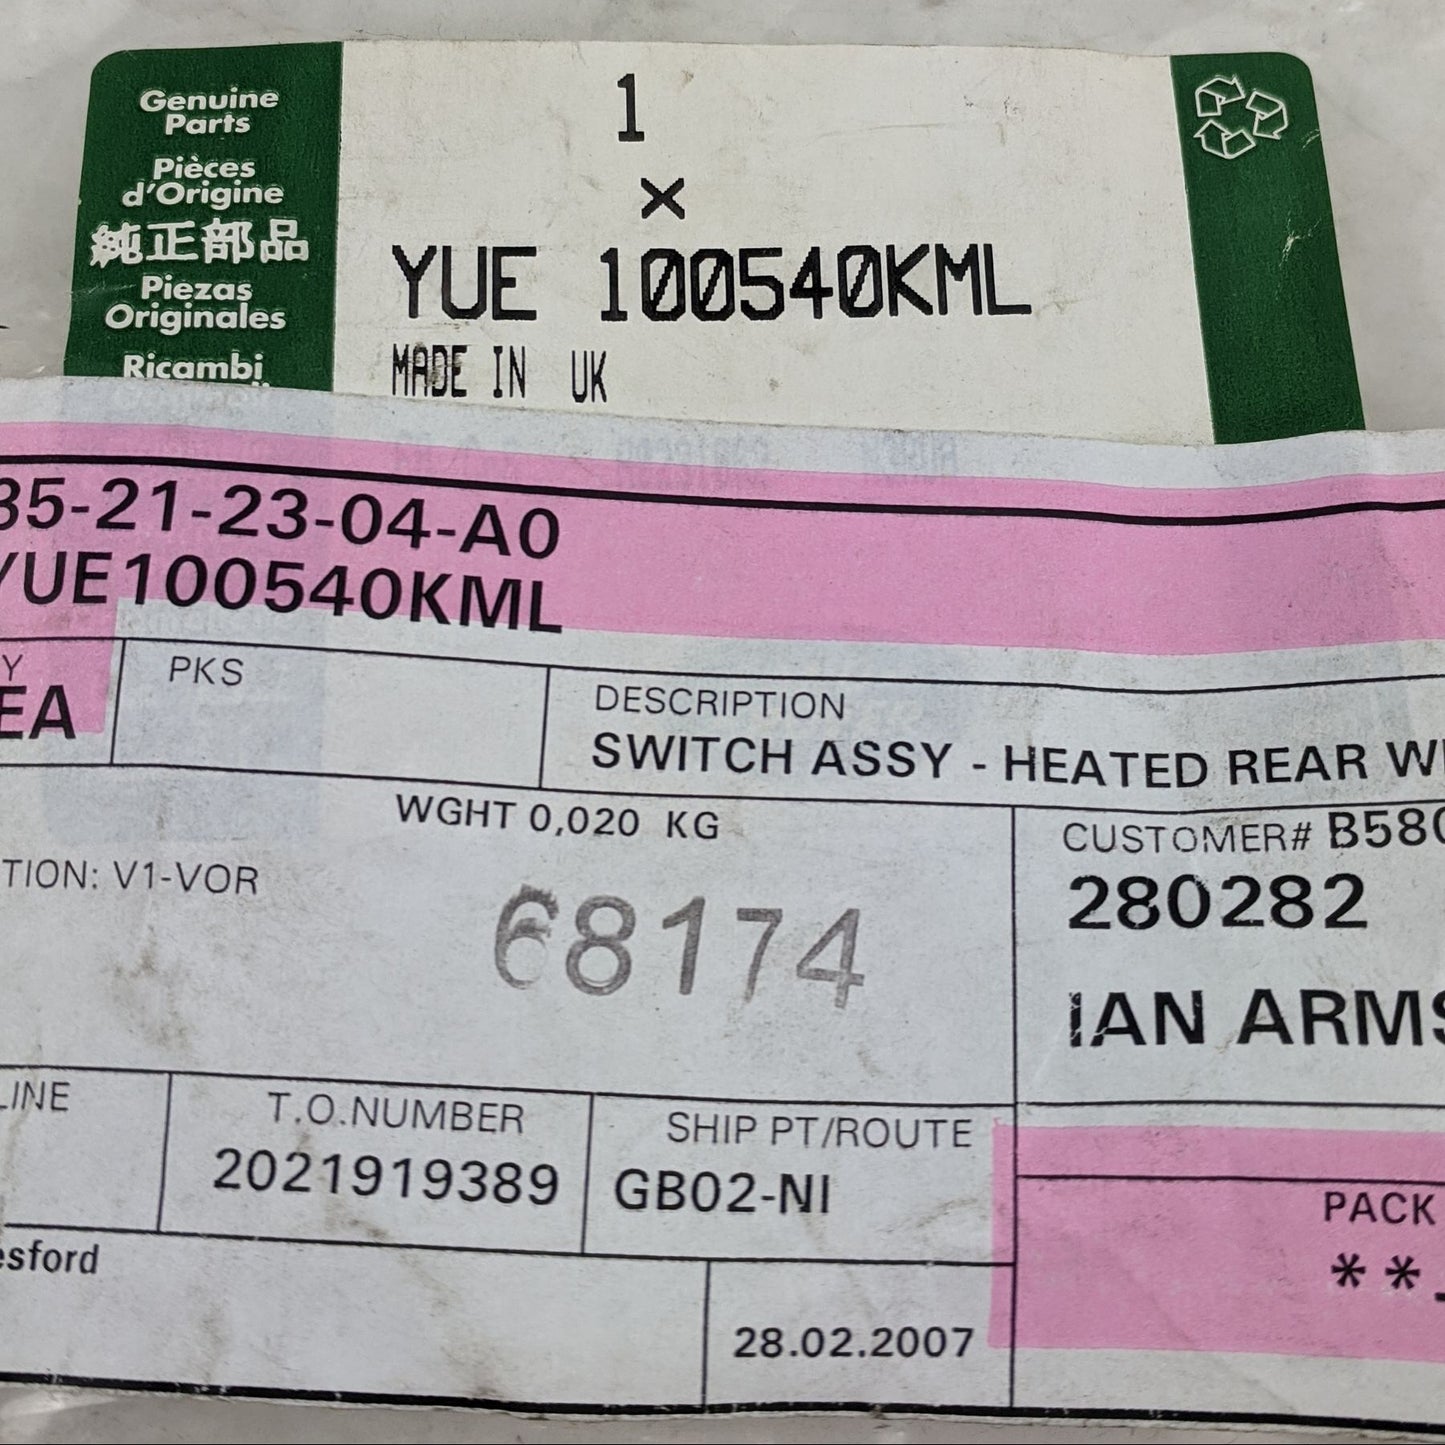 Genuine
Parts
Pièces
d'Origine
純正部品
Piezas
Originales
Ricambi
1
×
YUE 100540KML
MADE IN UK
35-21-23-04-A0
YUE100540KML
Y
EA
PKS
DESCRIPTION
SWITCH ASSY - HEATED REAR WI
WGHT 0,020 KG
TION: V1-VOR
68174
CUSTOMER# B580
280282
IAN ARMS
LINE
T.O.NUMBER
2021919389
SHIP PT/ROUTE
GB02-NI
PACK
**
esford
28.02.2007